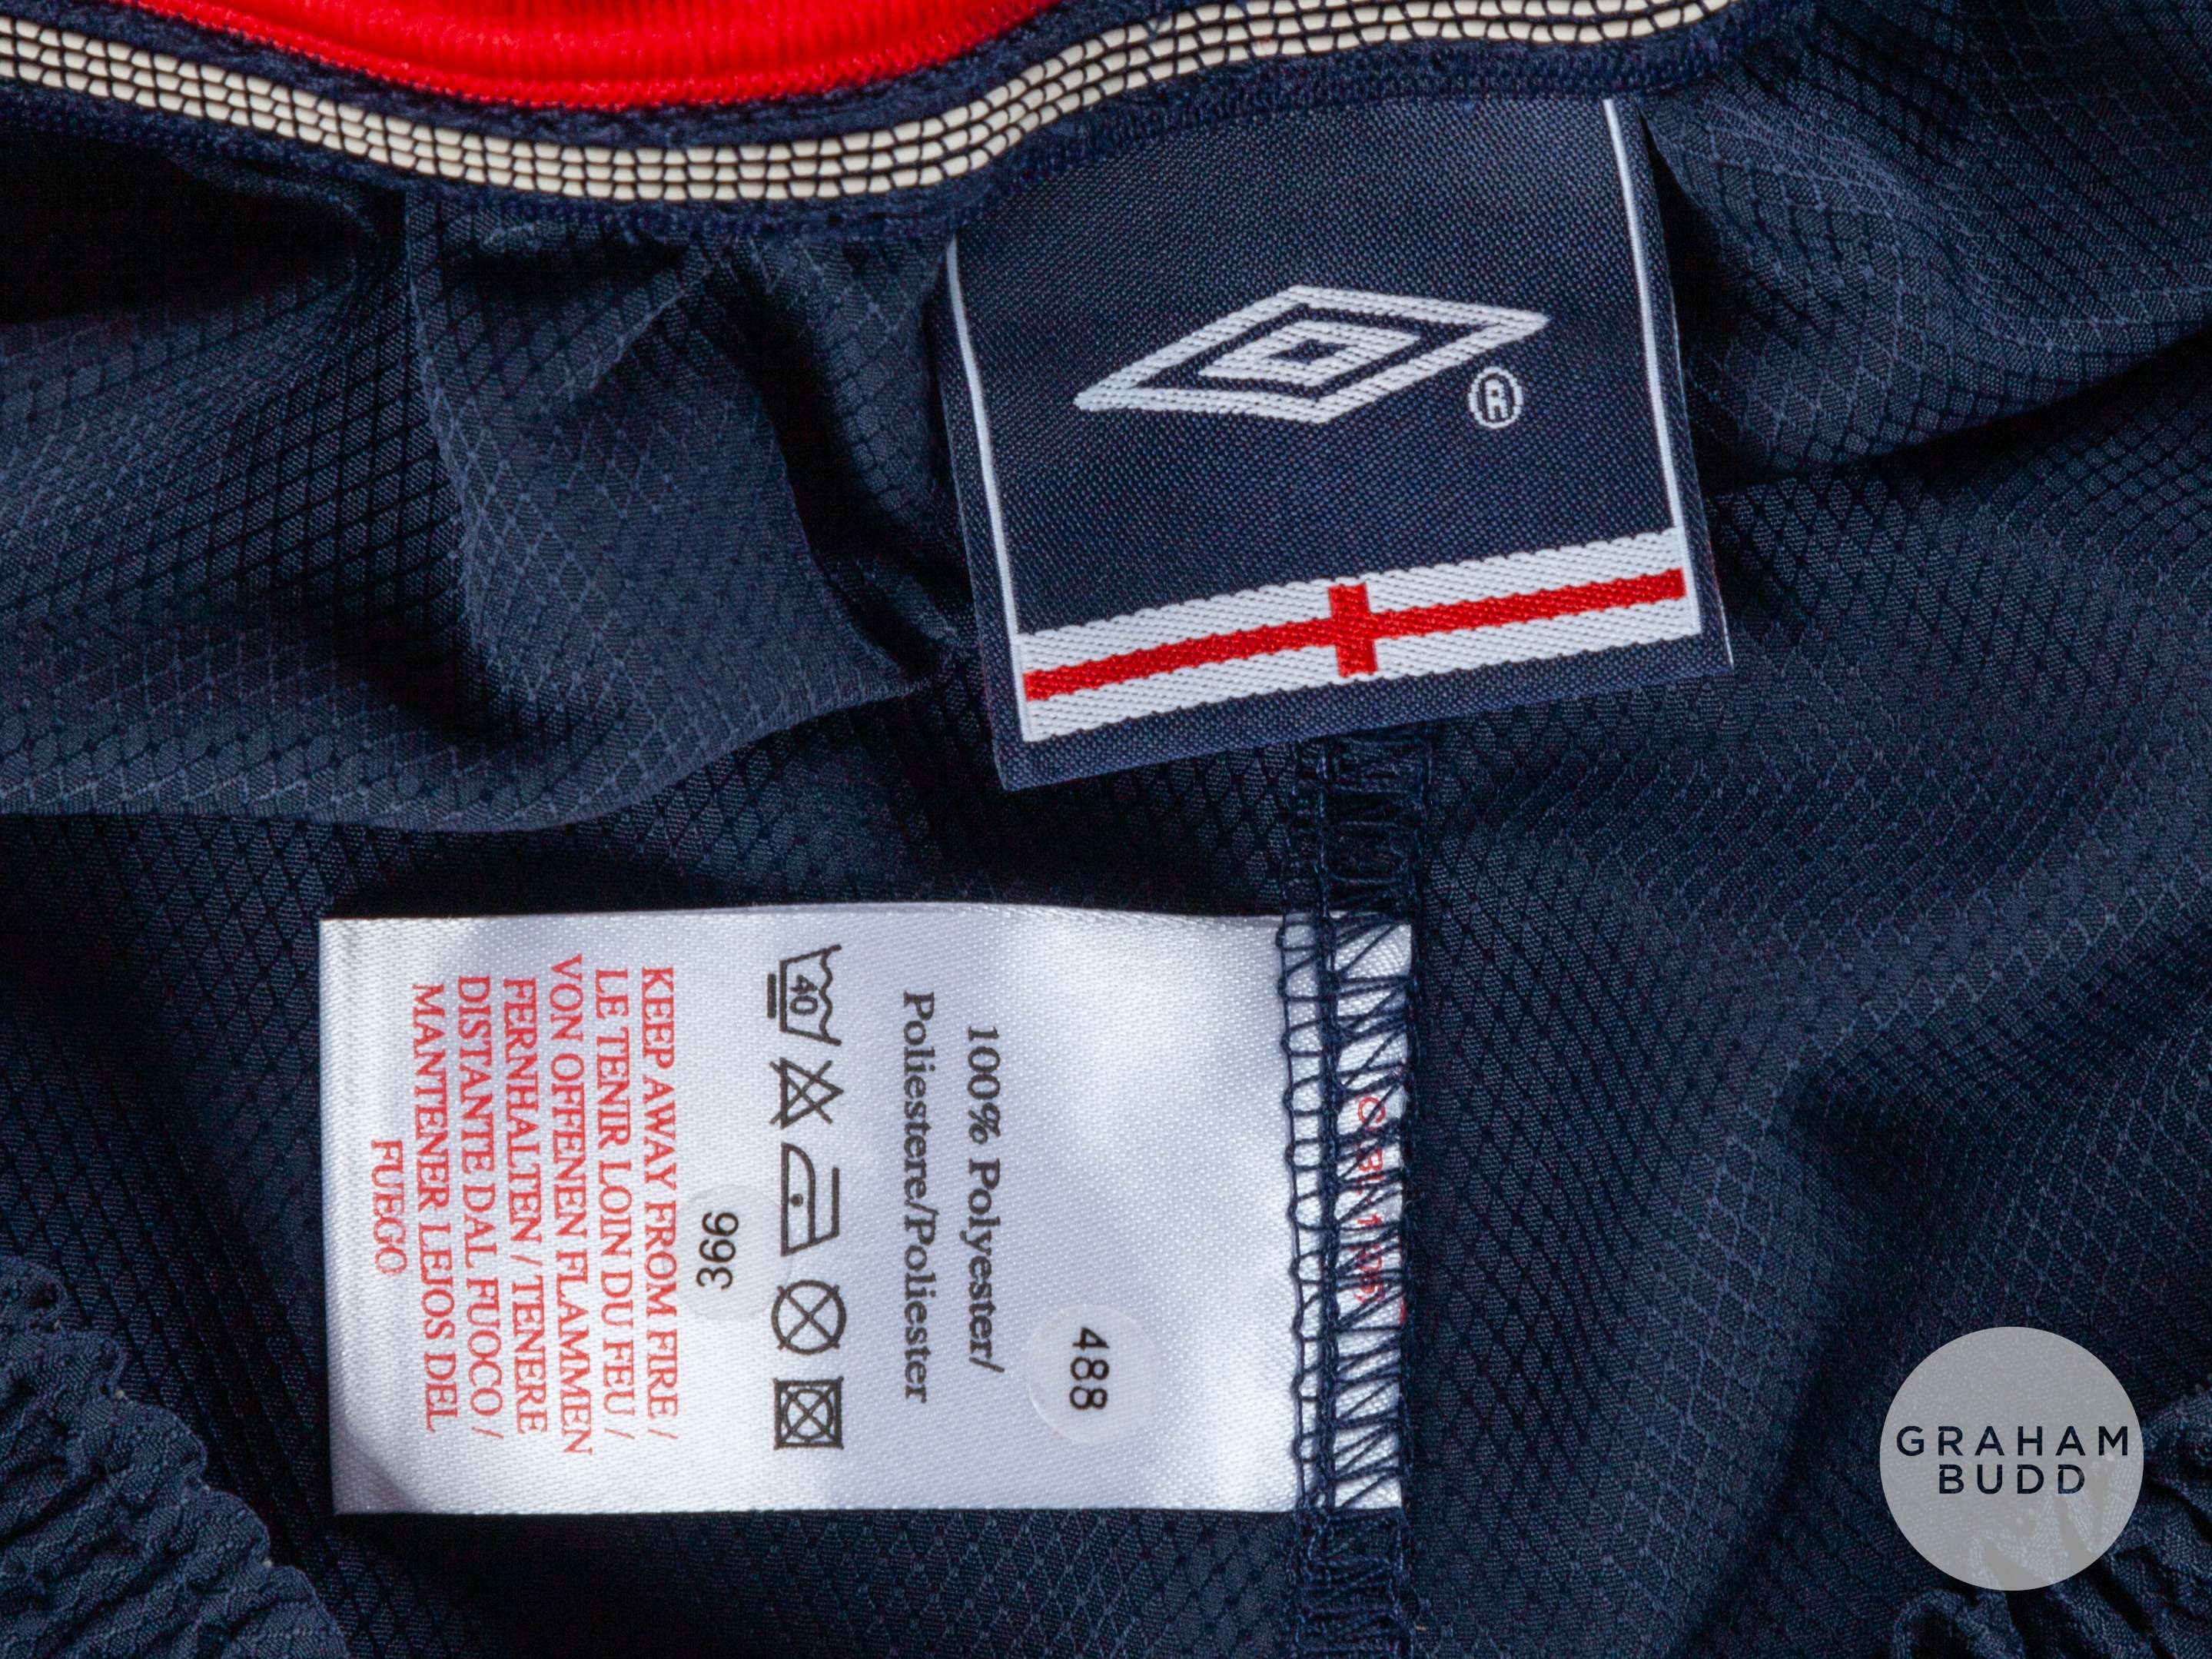 ®
488
100% Polyester/
Poliestere/Poliester
40
366
KEEP AWAY FROM FIRE /
LE TENIR LOIN DU FEU /
VON OFFENEN FLAMMEN
FERNHALTEN / TENERE
DISTANTE DAL FUOCO /
MANTENER LEJOS DEL
FUEGO
GRAHAM
BUDD